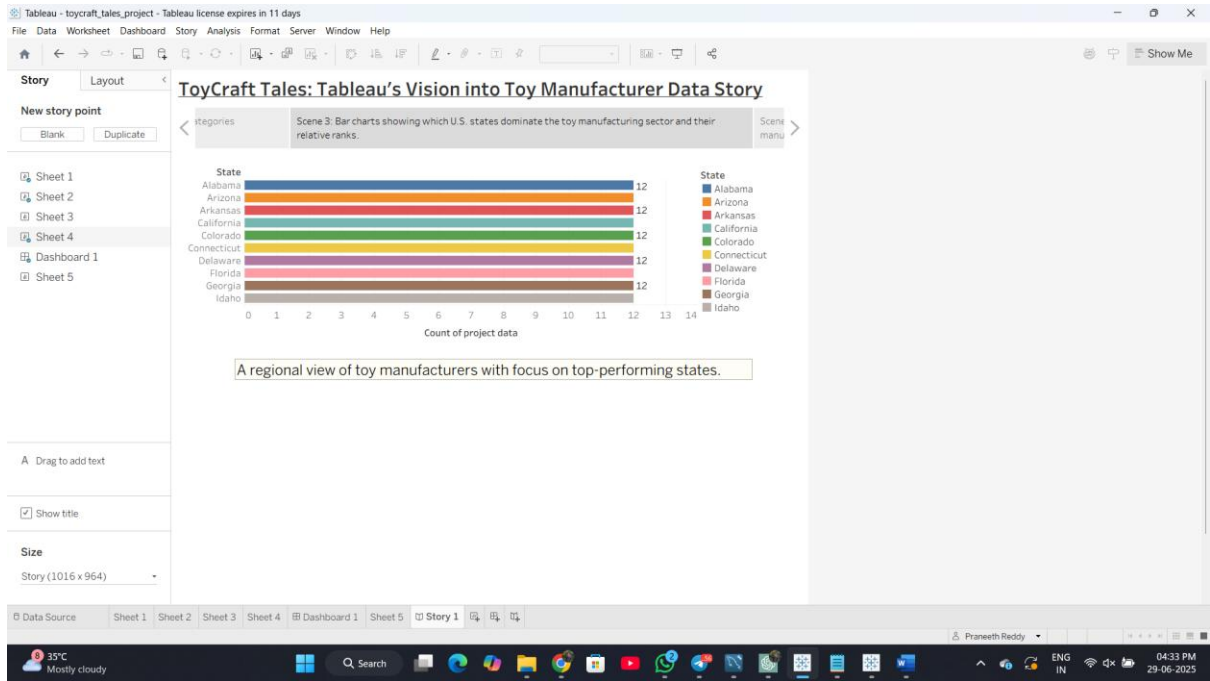 Tableau - toycraft_tales_project - Tableau license expires in 11 days
File Data Worksheet Dashboard Story Analysis Format Server Window Help
Show Me
Story Layout
New story point
Blank Duplicate
Sheet 1
Sheet 2
Sheet 3
Sheet 4
Dashboard 1
Sheet 5
A Drag to add text
Show title
Size
Story (1016 x 964)
ToyCraft Tales: Tableau's Vision into Toy Manufacturer Data Story
ategories
Scene 3: Bar charts showing which U.S. states dominate the toy manufacturing sector and their
relative ranks.
Scene
manu
State
Alabama 12
Arizona
Arkansas 12
California
Colorado 12
Connecticut
Delaware 12
Florida
Georgia 12
Idaho
0 1 2 3 4 5 6 7 8 9 10 11 12 13 14
Count of project data
State
Alabama
Arizona
Arkansas
California
Colorado
Connecticut
Delaware
Florida
Georgia
Idaho
A regional view of toy manufacturers with focus on top-performing states.
Data Source Sheet 1 Sheet 2 Sheet 3 Sheet 4 Dashboard 1 Sheet 5 Story 1
Praneeth Reddy
8
35°C
Mostly cloudy
Search
2
ENG
IN
04:33 PM
29-06-2025